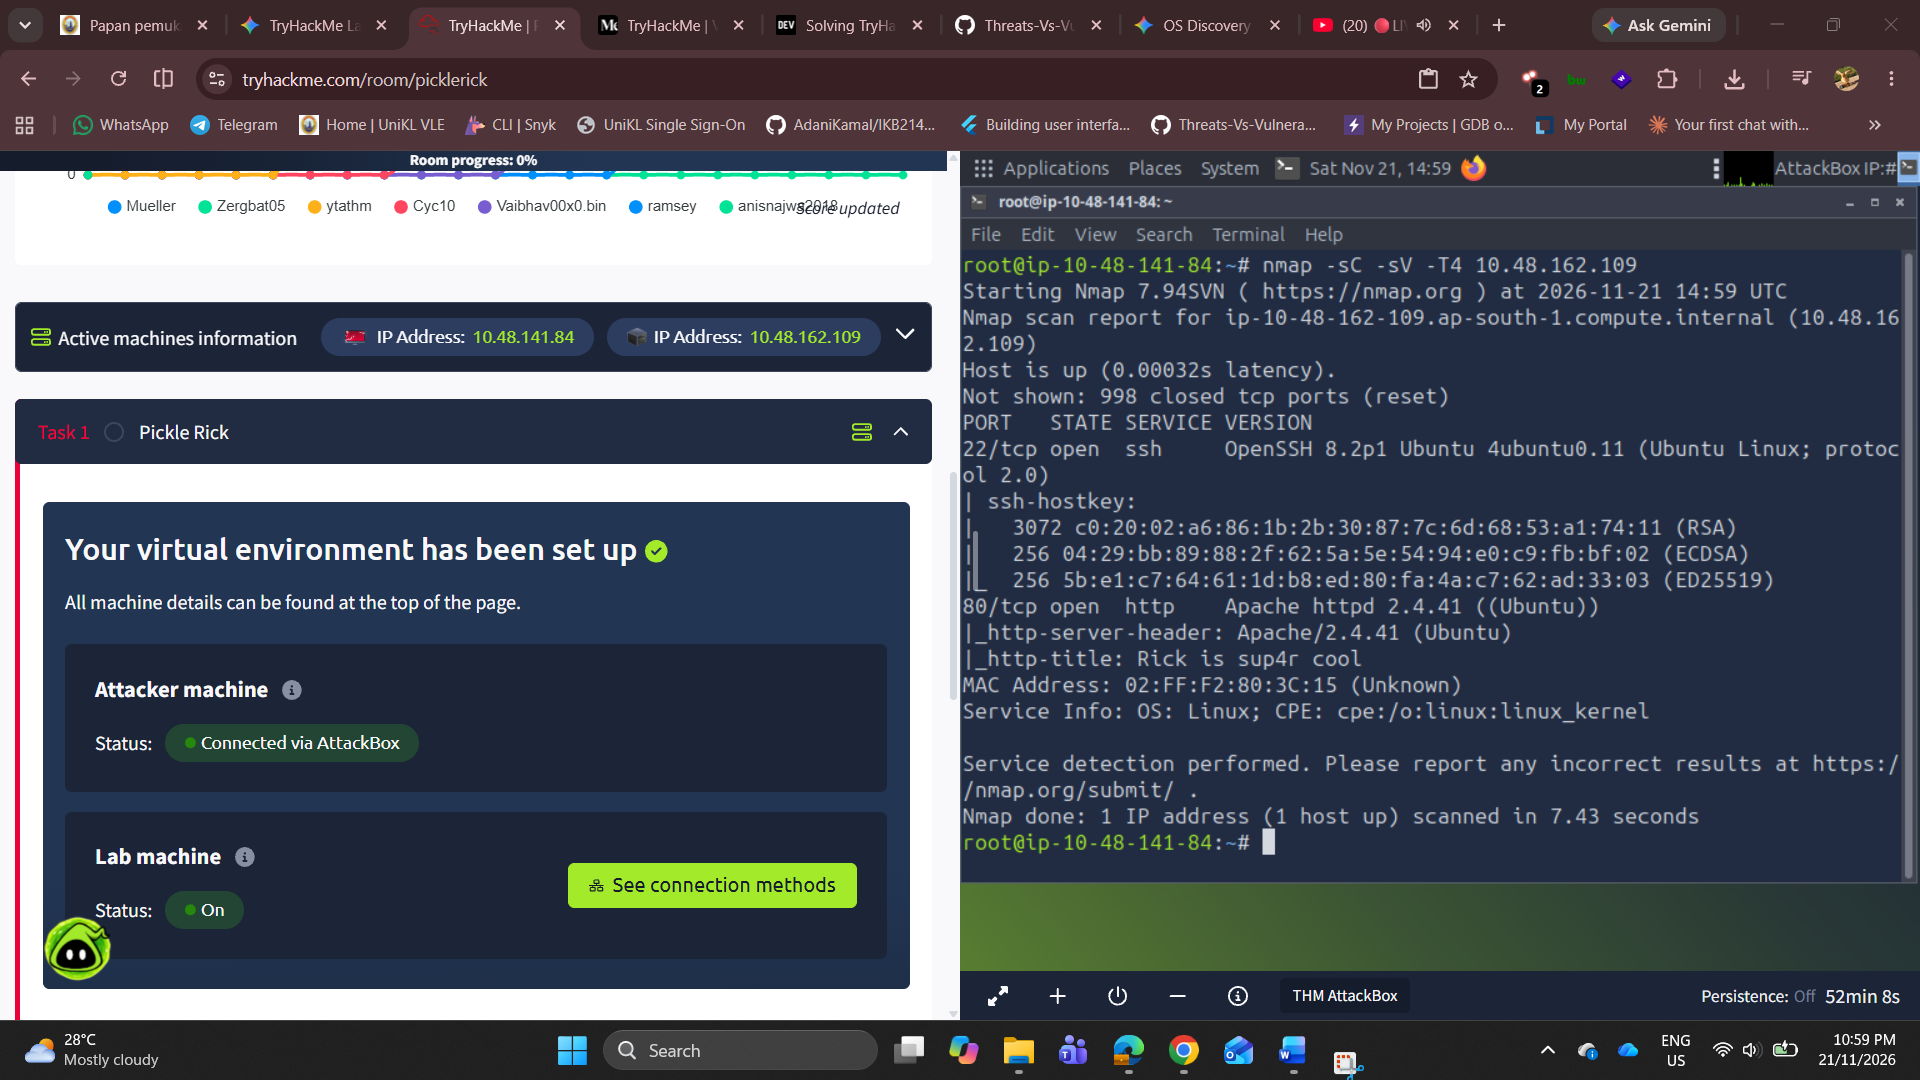 Papan pemuk
TryHackMe La
TryHackMe | P
TryHackMe | V
DEV
Solving TryHa
Threats-Vs-Vu
OS Discovery
(20) LIV
Ask Gemini
tryhackme.com/room/picklerick
2
bw
WhatsApp
Telegram
Home | UniKL VLE
CLI | Snyk
UniKL Single Sign-On
AdaniKamal/IKB214...
Building user interfa...
Threats-Vs-Vulnera...
My Projects | GDB o...
My Portal
Your first chat with...
Room progress: 0%
0
Mueller
Zergbat05
ytathm
Cyc10
Vaibhav00x0.bin
ramsey
anisnajwa2018
Score updated
Active machines information
IP Address: 10.48.141.84
IP Address: 10.48.162.109
Task 1
Pickle Rick
Your virtual environment has been set up
All machine details can be found at the top of the page.
Attacker machine
Status: Connected via AttackBox
Lab machine
Status: On
See connection methods
Applications Places System
Sat Nov 21, 14:59
AttackBox IP:#
root@ip-10-48-141-84: ~
File Edit View Search Terminal Help
root@ip-10-48-141-84:~# nmap -sC -sV -T4 10.48.162.109
Starting Nmap 7.94SVN ( https://nmap.org ) at 2026-11-21 14:59 UTC
Nmap scan report for ip-10-48-162-109.ap-south-1.compute.internal (10.48.16
2.109)
Host is up (0.00032s latency).
Not shown: 998 closed tcp ports (reset)
PORT   STATE SERVICE VERSION
22/tcp open  ssh     OpenSSH 8.2p1 Ubuntu 4ubuntu0.11 (Ubuntu Linux; protoc
ol 2.0)
| ssh-hostkey:
|   3072 c0:20:02:a6:86:1b:2b:30:87:7c:6d:68:53:a1:74:11 (RSA)
|   256 04:29:bb:89:88:2f:62:5a:5e:54:94:e0:c9:fb:bf:02 (ECDSA)
|_  256 5b:e1:c7:64:61:1d:b8:ed:80:fa:4a:c7:62:ad:33:03 (ED25519)
80/tcp open  http    Apache httpd 2.4.41 ((Ubuntu))
|_http-server-header: Apache/2.4.41 (Ubuntu)
|_http-title: Rick is sup4r cool
MAC Address: 02:FF:F2:80:3C:15 (Unknown)
Service Info: OS: Linux; CPE: cpe:/o:linux:linux_kernel
Service detection performed. Please report any incorrect results at https:/
/nmap.org/submit/ .
Nmap done: 1 IP address (1 host up) scanned in 7.43 seconds
root@ip-10-48-141-84:~#
THM AttackBox
Persistence: Off 52min 8s
28°C
Mostly cloudy
Search
ENG
US
10:59 PM
21/11/2026